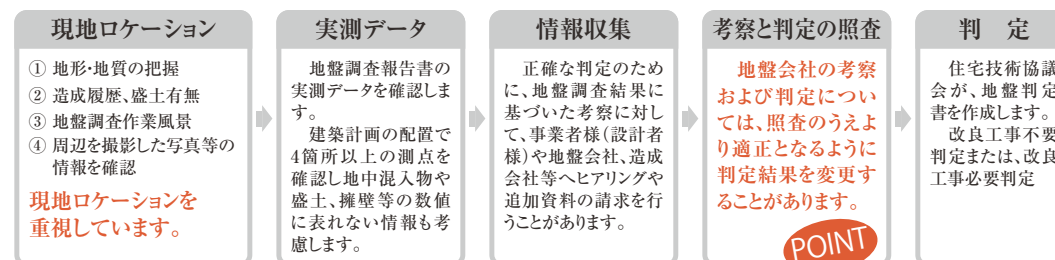 現地ロケーション
① 地形・地質の把握
② 造成履歴、盛土有無
③ 地盤調査作業風景
④ 周辺を撮影した写真等の
情報を確認
現地ロケーションを
重視しています。
実測データ
地盤調査報告書の
実測データを確認しま
す。
建築計画の配置で
4箇所以上の測点を
確認し地中混入物や
盛土、擁壁等の数値
に表れない情報も考
慮します。
情報収集
正確な判定のため
に、地盤調査結果に
基づいた考察に対し
て、事業者様(設計者
様)や地盤会社、造成
会社等へヒアリングや
追加資料の請求を行
うことがあります。
考察と判定の照査
地盤会社の考察
および判定につい
ては、照査のうえよ
り適正となるように
判定結果を変更す
ることがあります。
POINT
判 定
住宅技術協議
会が、地盤判定
書を作成します。
改良工事不要
判定または、改良
工事必要判定